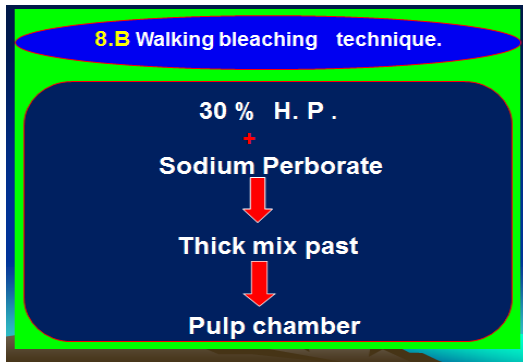 8.B Walking bleaching technique.
30 % H. P .
+
Sodium Perborate
Thick mix past
Pulp chamber